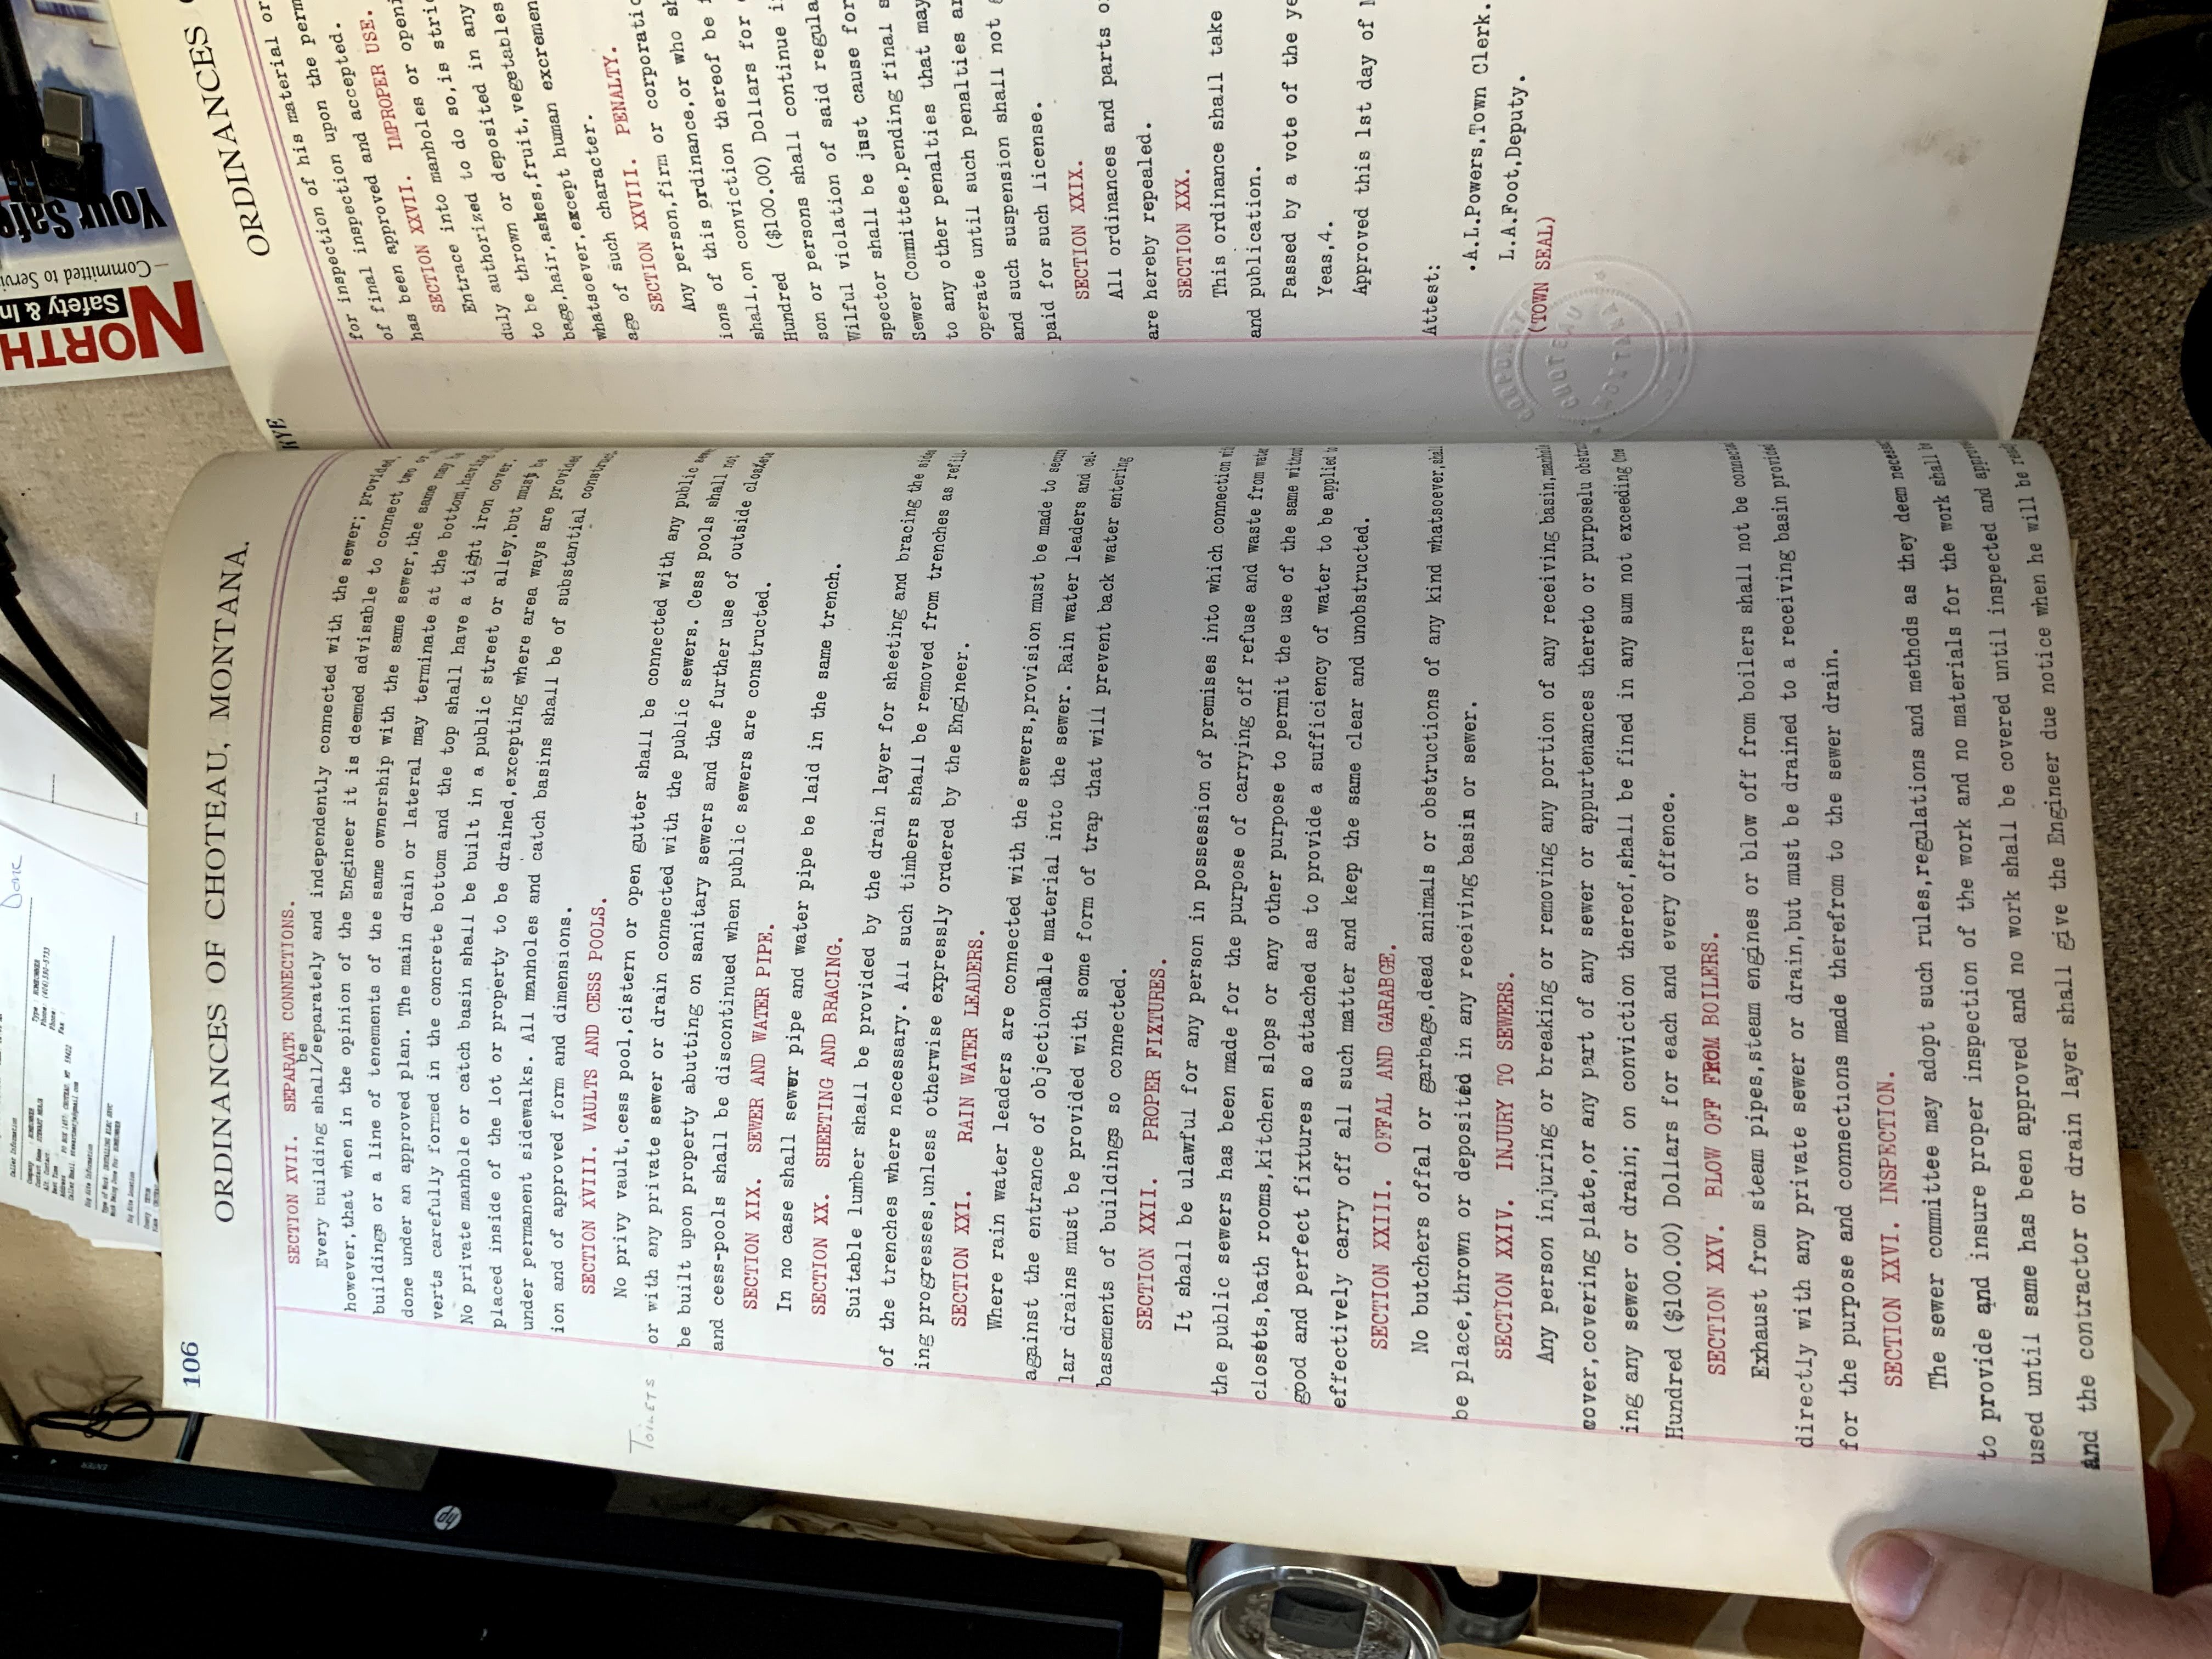 106
ORDINANCES OF CHOTEAU, MONTANA.
SECTION XVII. SEPARATE CONNECTIONS.
be
Every building shall/separately and independently connected with the sewer; provided
however,that when in the opinion of the Engineer it is deemed advisable to connect two
buildings or a line of tenements of the same ownership with the same sewer,the same
done under an approved plan. The main drain or lateral may terminate at the bottom,having
verts carefully formed in the concrete bottom and the top shall have a tight iron cover.
No private manhole or catch basin shall be built in a public street or alley,but must be
placed inside of the lot or property to be drained,excepting where area ways are provided
under permanent sidewalks. All manholes and catch basins shall be of substantial
ion and of approved form and dimensions.
SECTION XVIII. VAULTS AND CESS POOLS.
No privy vault,cess pool,cistern or open gutter shall be connected with any public
or with any private sewer or drain connected with the public sewers. Cess pools shall not
be built upon property abutting on sanitary sewers and the further use of outside closets
and cess-pools shall be discontinued when public sewers are constructed.
TOILETS
SECTION XIX. SEWER AND WATER PIPE.
In no case shall sewer pipe and water pipe be laid in the same trench.
SECTION XX. SHEETING AND BRACING.
Suitable lumber shall be provided by the drain layer for sheeting and bracing the sides
of the trenches where necessary. All such timbers shall be removed from trenches as refil-
ing progresses,unless otherwise expressly ordered by the Engineer.
SECTION XXI. RAIN WATER LEADERS.
Where rain water leaders are connected with the sewers,provision must be made to secure
against the entrance of objectionable material into the sewer. Rain water leaders and cel-
lar drains must be provided with some form of trap that will prevent back water entering
basements of buildings so connected.
SECTION XXII. PROPER FIXTURES.
It shall be ulawful for any person in possession of premises into which connection with
the public sewers has been made for the purpose of carrying off refuse and waste from water
closets,bath rooms,kitchen slops or any other purpose to permit the use of the same without
good and perfect fixtures so attached as to provide a sufficiency of water to be applied to
effectively carry off all such matter and keep the same clear and unobstructed.
SECTION XXIII. OFFAL AND GARABGE.
No butchers offal or garbage,dead animals or obstructions of any kind whatsoever,shall
be place,thrown or deposited in any receiving basin or sewer.
SECTION XXIV. INJURY TO SEWERS.
Any person injuring or breaking or removing any portion of any receiving basin,manhole
cover,covering plate,or any part of any sewer or appurtenances thereto or purposelu obstruct
ing any sewer or drain; on conviction thereof,shall be fined in any sum not exceeding One
Hundred ($100.00) Dollars for each and every offence.
SECTION XXV. BLOW OFF FROM BOILERS.
Exhaust from steam pipes,steam engines or blow off from boilers shall not be connected
directly with any private sewer or drain,but must be drained to a receiving basin provided
for the purpose and connections made therefrom to the sewer drain.
SECTION XXVI. INSPECTION.
The sewer committee may adopt such rules,regulations and methods as they deem necessary
to provide and insure proper inspection of the work and no materials for the work shall be
used until same has been approved and no work shall be covered until inspected and approved
and the contractor or drain layer shall give the Engineer due notice when he will be ready
ORDINANCES
for inspection of his material or
of final inspection upon the perm
has been approved and accepted.
SECTION XXVII. IMPROPER USE.
Entrace into manholes or openi
duly authorized to do so,is stri
to be thrown or deposited in any
bage,hair,ashes,fruit,vegetables
whatsoever,except human excremen
age of such character.
SECTION XXVIII. PENALTY.
Any person,firm or corporatio
ions of this ordinance,or who sh
shall,on conviction thereof be f
Hundred ($100.00) Dollars for
son or persons shall continue i
wilful violation of said regula
spector shall be just cause for
Sewer Committee,pending final s
to any other penalties that may
operate until such penalties ar
and such suspension shall not
paid for such license.
SECTION XXIX.
All ordinances and parts o
are hereby repealed.
SECTION XXX.
This ordinance shall take
and publication.
Passed by a vote of the ye
Yeas,4.
Approved this 1st day of
Attest:
A.L.Powers,Town Clerk.
L.A.Foot,Deputy.
(TOWN SEAL)
CHOTEAU
MONTANA
NORTH
Safety & In
Committed to Servi
Your Safe
YETI
hp
ENTER
Done